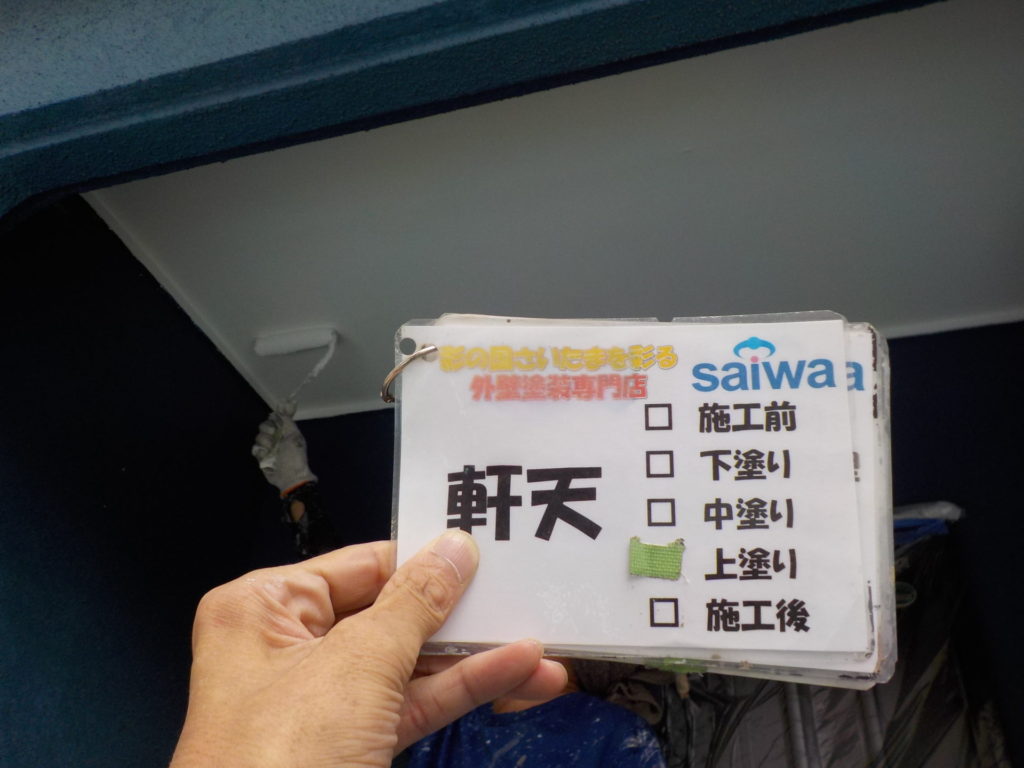 彩の国さいたまを彩る
外壁塗装専門店
saiwa
a
軒天
□ 施工前
□ 下塗り
□ 中塗り
上塗り
□ 施工後